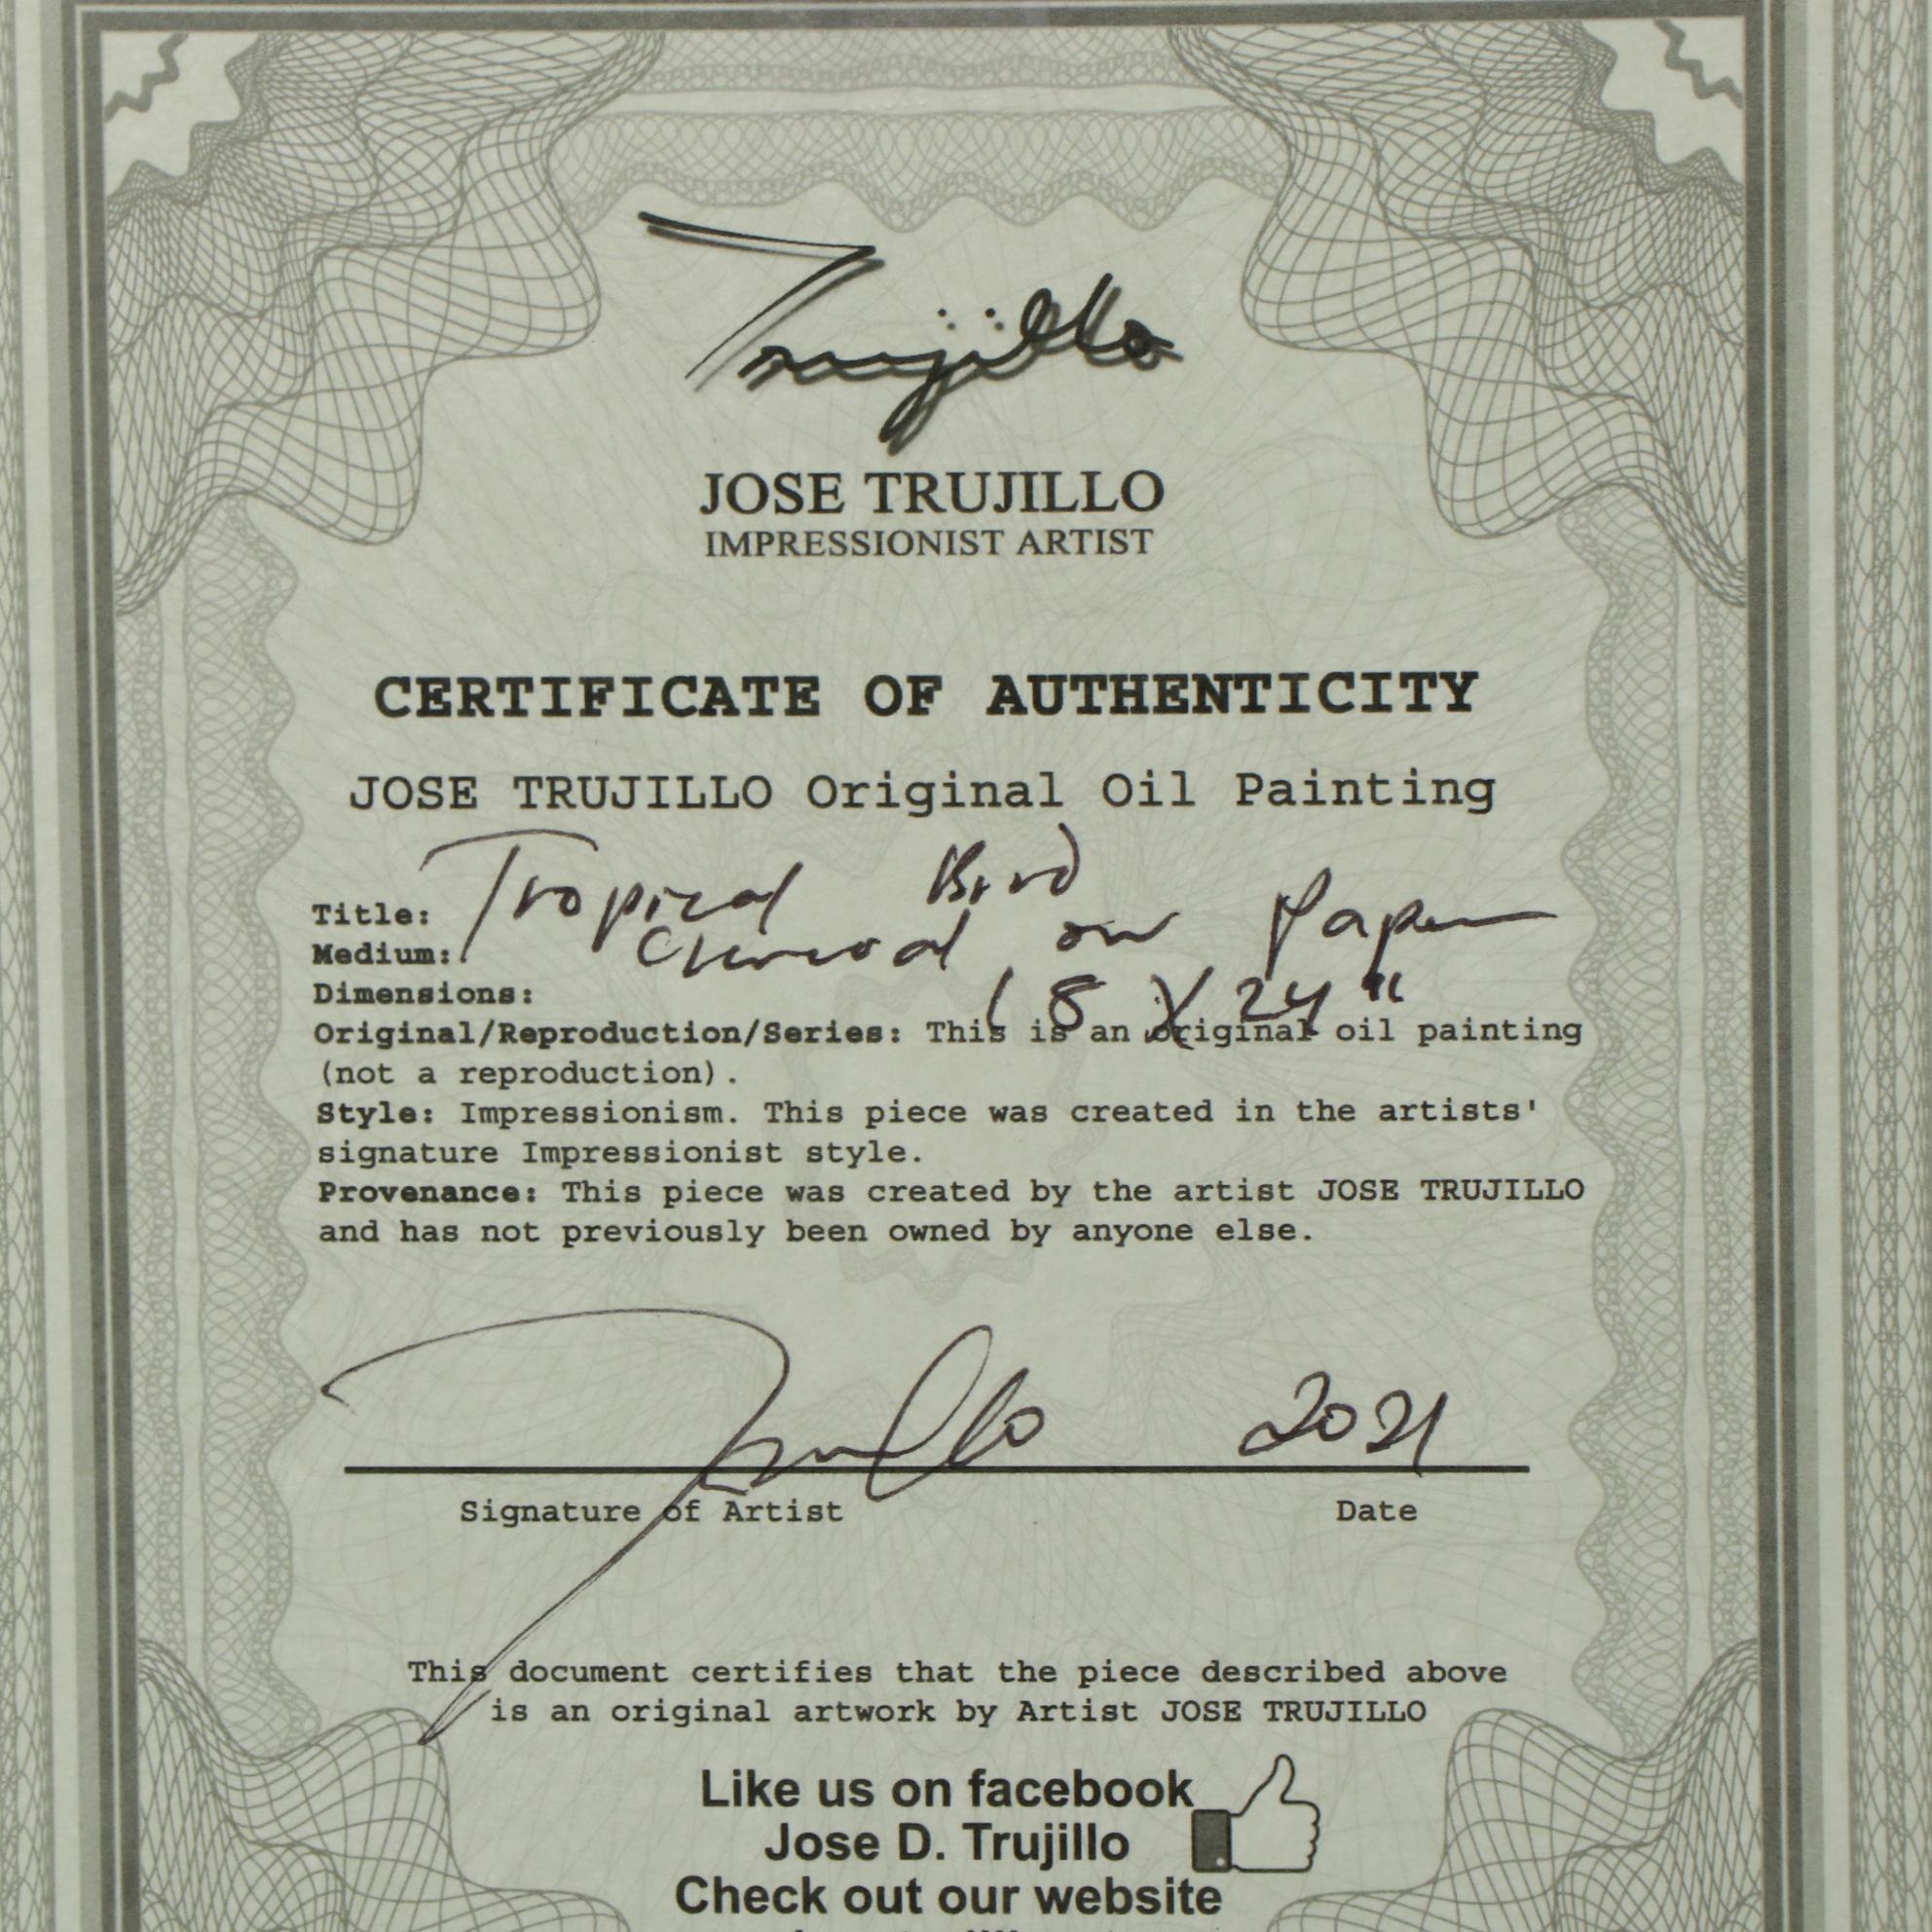 Trujillo
JOSE TRUJILLO
IMPRESSIONIST ARTIST
CERTIFICATE OF AUTHENTICITY
JOSE TRUJILLO Original Oil Painting
Title: Tropical Bird
Medium: Charcoal on Paper
Dimensions: 18 X 24"
Original/Reproduction/Series: This is an original oil painting
(not a reproduction).
Style: Impressionism. This piece was created in the artists'
signature Impressionist style.
Provenance: This piece was created by the artist JOSE TRUJILLO
and has not previously been owned by anyone else.
Trujillo 2021
Signature of Artist Date
This document certifies that the piece described above
is an original artwork by Artist JOSE TRUJILLO
Like us on facebook
Jose D. Trujillo
Check out our website